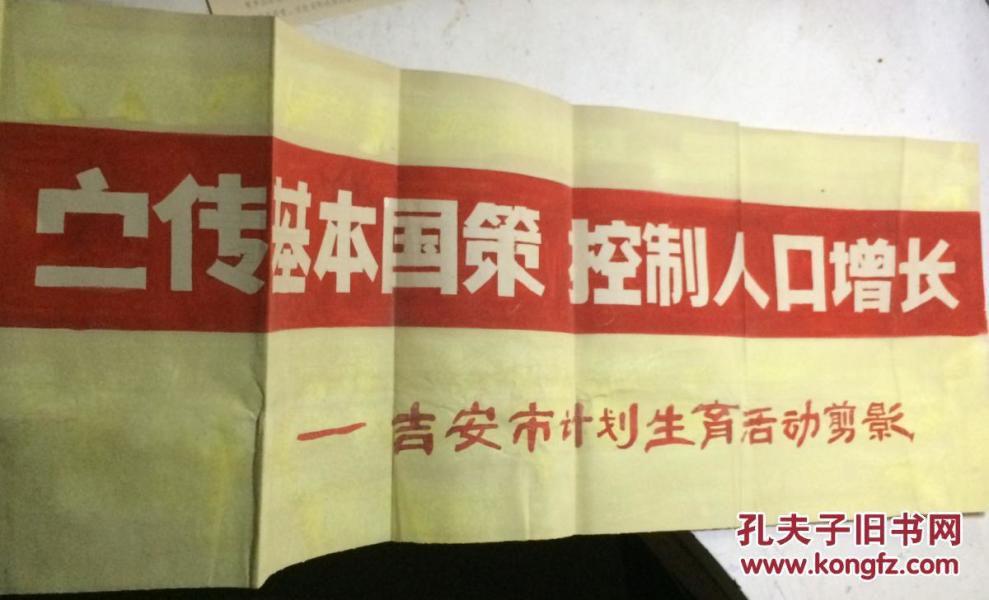 宣传基本国策 控制人口增长
—吉安市计划生育活动剪影
孔夫子旧书网
www.kongfz.com